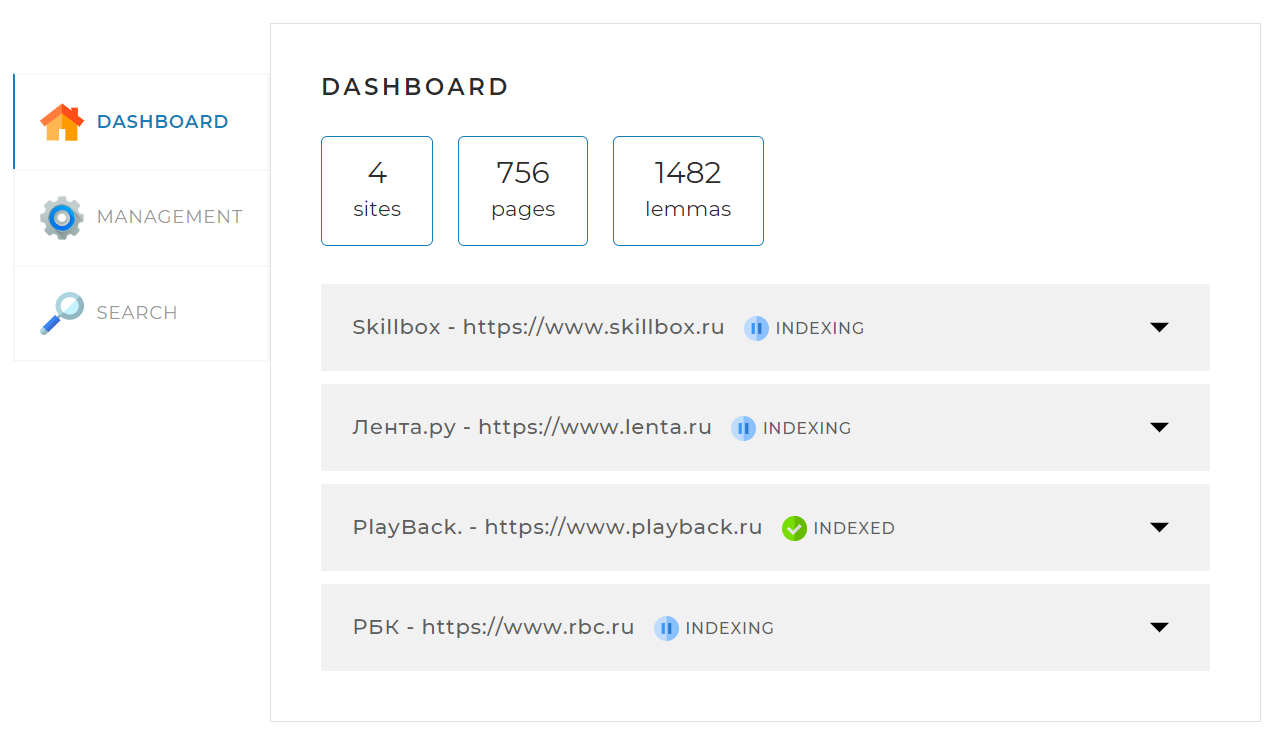 DASHBOARD
MANAGEMENT
SEARCH
DASHBOARD
4
sites
756
pages
1482
lemmas
Skillbox - https://www.skillbox.ru INDEXING
Лента.ру - https://www.lenta.ru INDEXING
PlayBack. - https://www.playback.ru INDEXED
РБК - https://www.rbc.ru INDEXING